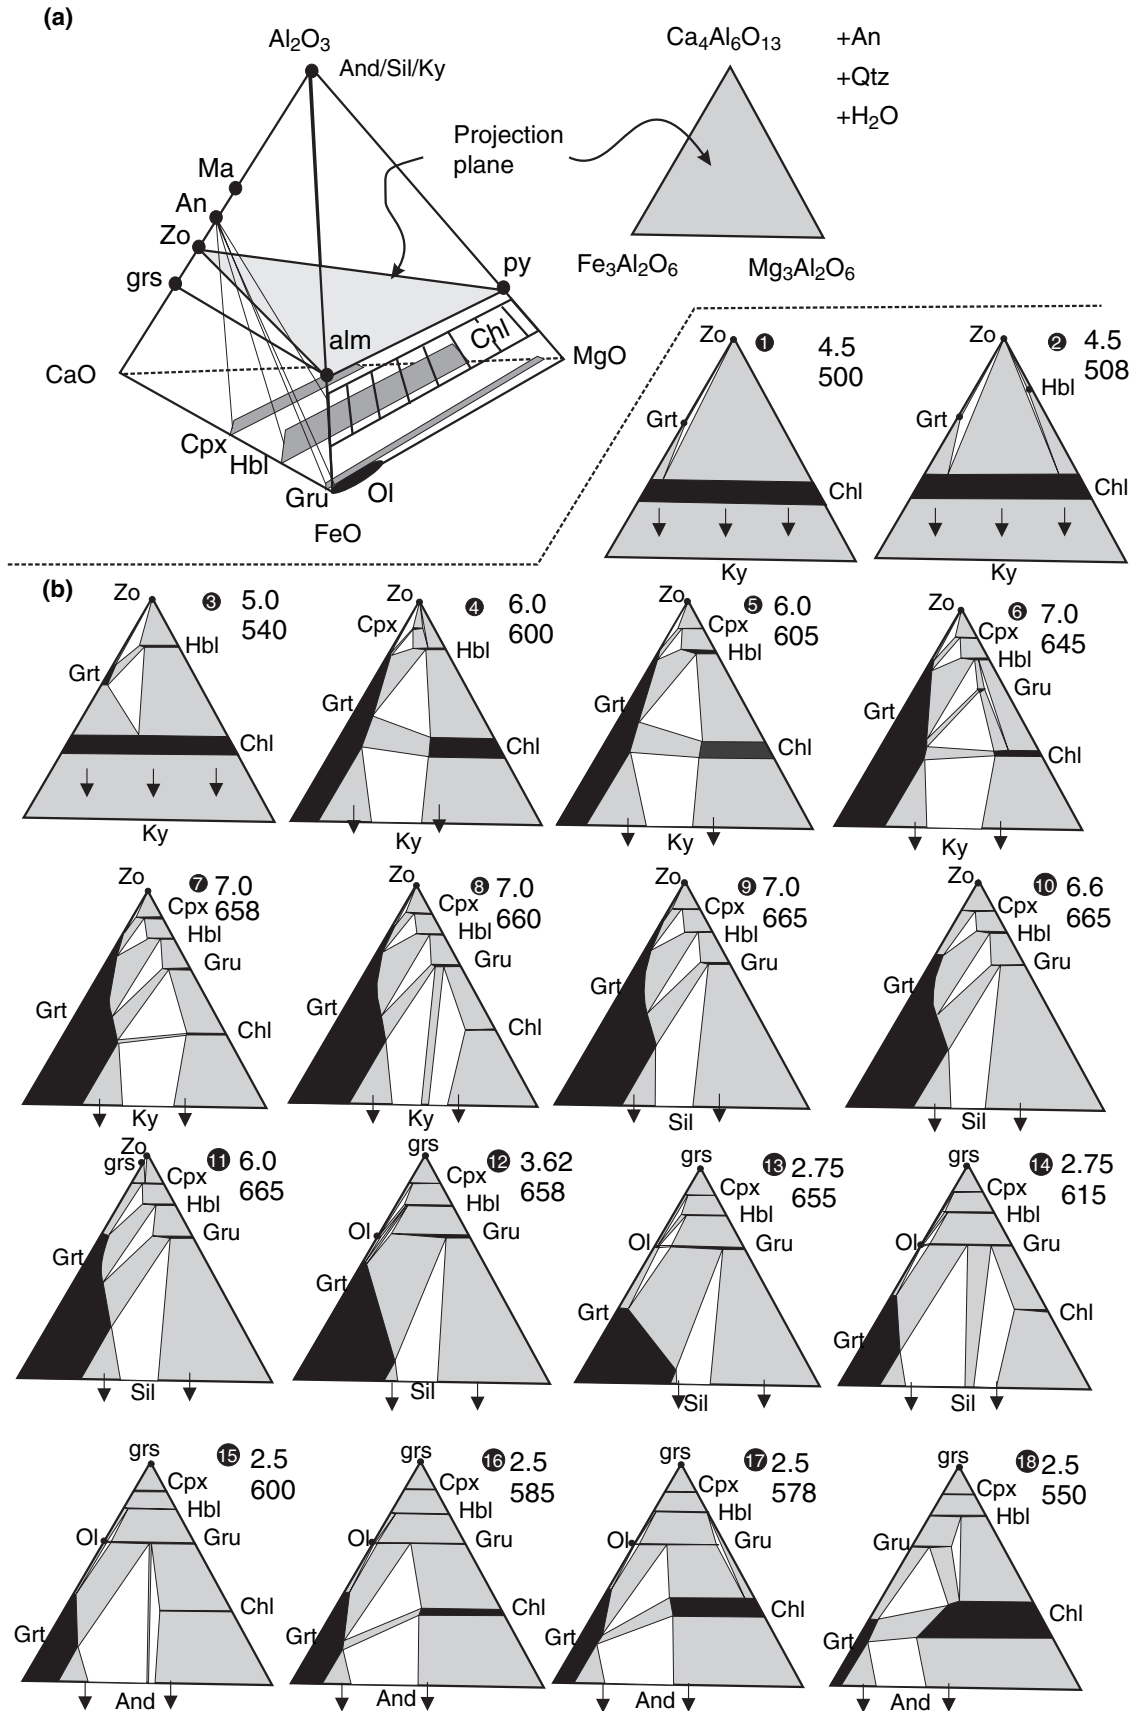 (a)
Al₂O₃
And/Sil/Ky
Ma
An
Zo
grs
CaO
Cpx
Hbl
Gru
Ol
FeO
alm
Chl
py
MgO
Projection
plane
Ca₄Al₆O₁₃
+An
+Qtz
+H₂O
Fe₃Al₂O₆
Mg₃Al₂O₆
Zo
1
4.5
500
Grt
Chl
Ky
Zo
2
4.5
508
Hbl
Grt
Chl
Ky
(b)
Zo
3
5.0
540
Hbl
Grt
Chl
Ky
Zo
4
6.0
600
Cpx
Hbl
Grt
Chl
Ky
Zo
5
6.0
605
Cpx
Hbl
Grt
Chl
Ky
Zo
6
7.0
645
Cpx
Hbl
Gru
Grt
Chl
Ky
Zo
7
7.0
658
Cpx
Hbl
Gru
Grt
Chl
Ky
Zo
8
7.0
660
Cpx
Hbl
Gru
Grt
Chl
Ky
Zo
9
7.0
665
Cpx
Hbl
Gru
Grt
Sil
Zo
10
6.6
665
Cpx
Hbl
Gru
Grt
Sil
Zo
grs
11
6.0
665
Cpx
Hbl
Gru
Grt
Sil
grs
12
3.62
658
Cpx
Hbl
Ol
Gru
Grt
Sil
grs
13
2.75
655
Cpx
Hbl
Ol
Gru
Grt
Sil
grs
14
2.75
615
Cpx
Hbl
Ol
Gru
Chl
Grt
Sil
grs
15
2.5
600
Cpx
Hbl
Ol
Gru
Chl
Grt
And
grs
16
2.5
585
Cpx
Hbl
Ol
Gru
Chl
Grt
And
grs
17
2.5
578
Cpx
Hbl
Ol
Gru
Chl
Grt
And
grs
18
2.5
550
Cpx
Hbl
Gru
Chl
Grt
And